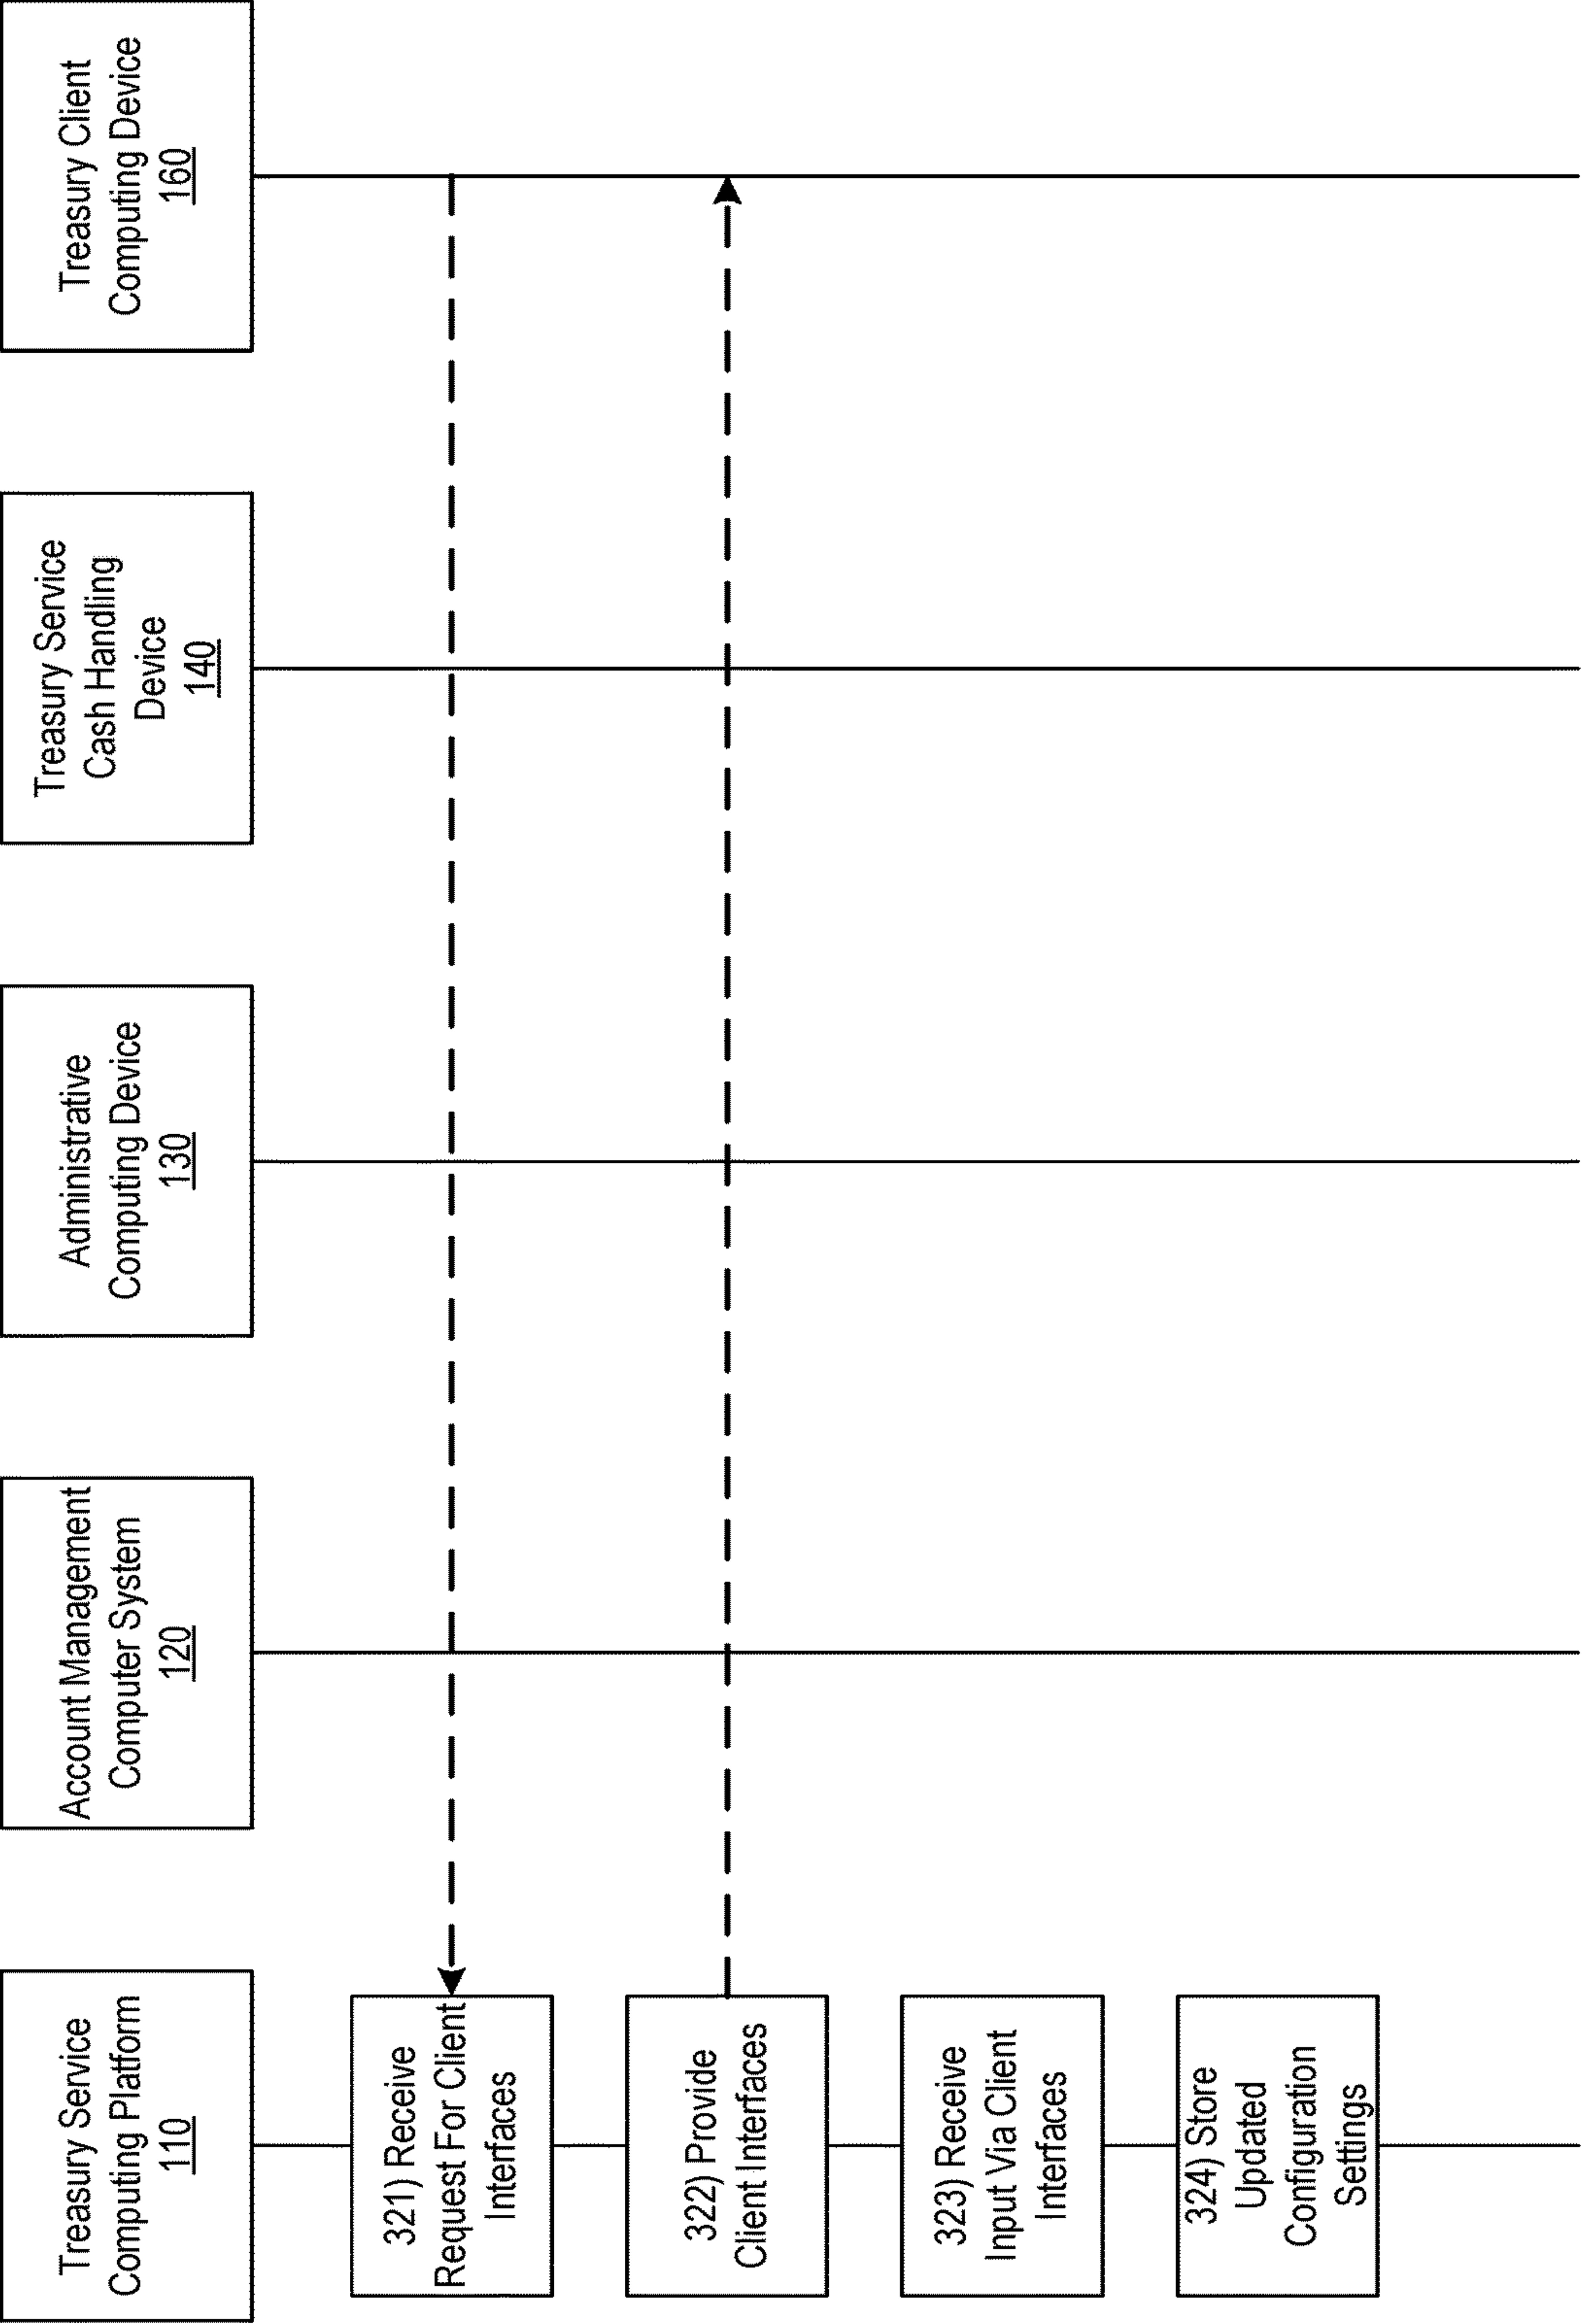 Treasury Service
Computing Platform
110
Account Management
Computer System
120
Administrative
Computing Device
130
Treasury Service
Cash Handling
Device
140
Treasury Client
Computing Device
160
321) Receive
Request For Client
Interfaces
322) Provide
Client Interfaces
323) Receive
Input Via Client
Interfaces
324) Store
Updated
Configuration
Settings